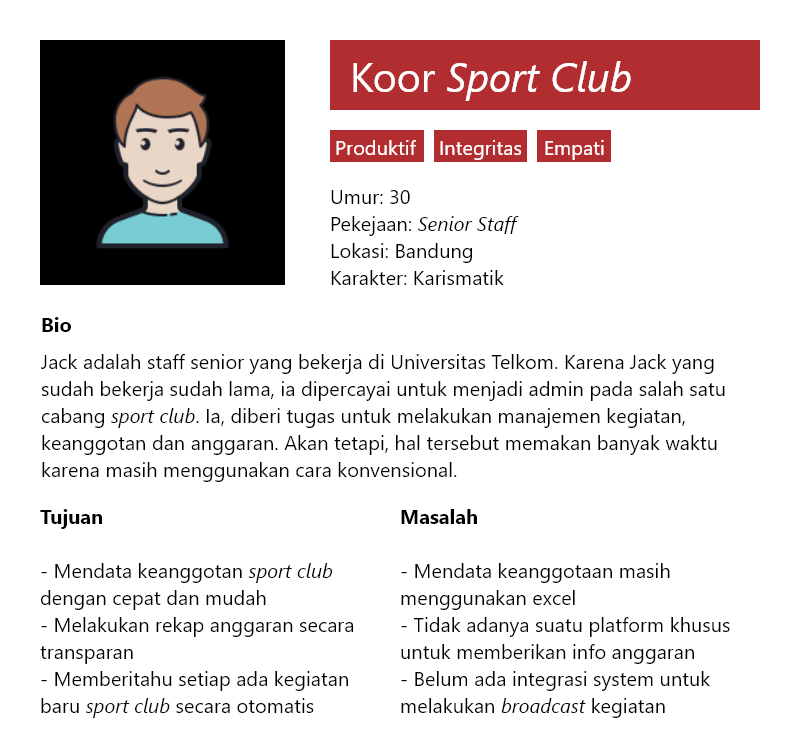 Koor Sport Club
Produktif Integritas Empati
Umur: 30
Pekejaan: Senior Staff
Lokasi: Bandung
Karakter: Karismatik
Bio
Jack adalah staff senior yang bekerja di Universitas Telkom. Karena Jack yang
sudah bekerja sudah lama, ia dipercayai untuk menjadi admin pada salah satu
cabang sport club. Ia, diberi tugas untuk melakukan manajemen kegiatan,
keanggotan dan anggaran. Akan tetapi, hal tersebut memakan banyak waktu
karena masih menggunakan cara konvensional.
Tujuan
- Mendata keanggotan sport club
dengan cepat dan mudah
- Melakukan rekap anggaran secara
transparan
- Memberitahu setiap ada kegiatan
baru sport club secara otomatis
Masalah
- Mendata keanggotaan masih
menggunakan excel
- Tidak adanya suatu platform khusus
untuk memberikan info anggaran
- Belum ada integrasi system untuk
melakukan broadcast kegiatan